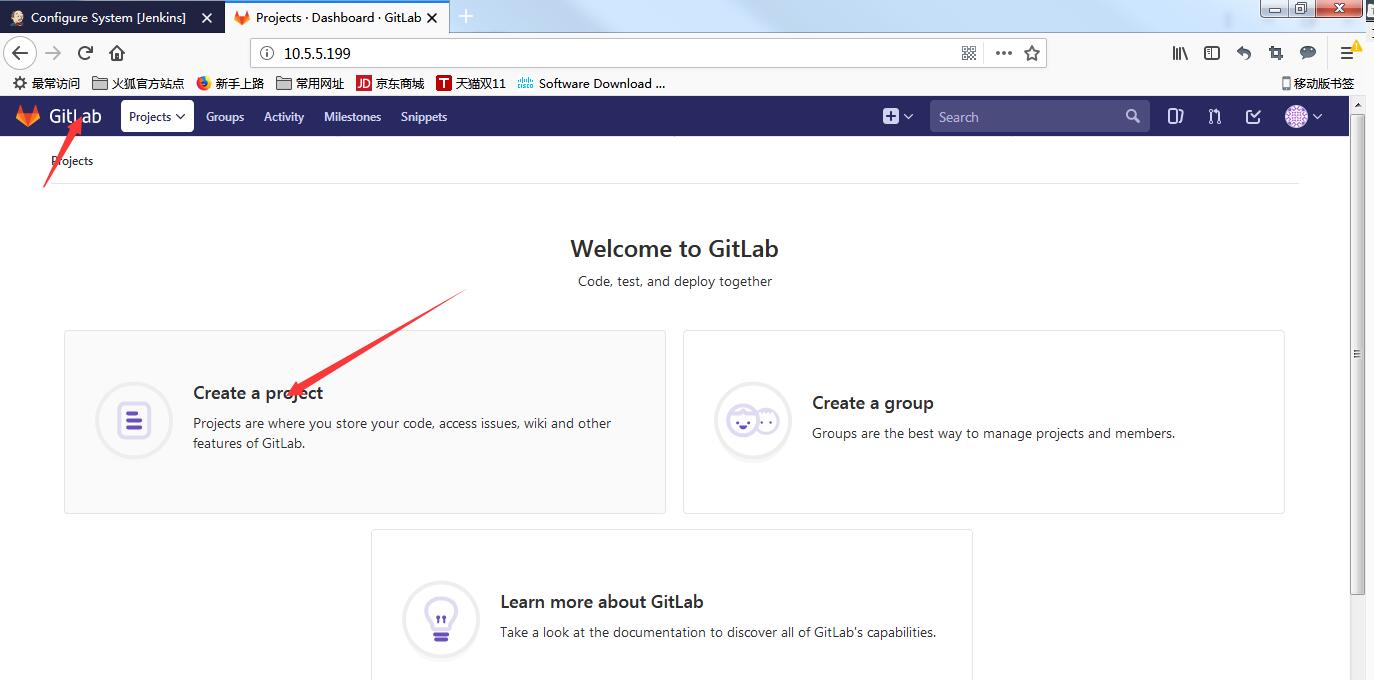 Configure System [Jenkins]
Projects · Dashboard · GitLab
10.5.5.199
最常访问 火狐官方站点 新手上路 常用网址 JD 京东商城 T 天猫双11 cisco Software Download ... 移动版书签
GitLab Projects Groups Activity Milestones Snippets Search
Projects
Welcome to GitLab
Code, test, and deploy together
Create a project
Projects are where you store your code, access issues, wiki and other
features of GitLab.
Create a group
Groups are the best way to manage projects and members.
Learn more about GitLab
Take a look at the documentation to discover all of GitLab's capabilities.